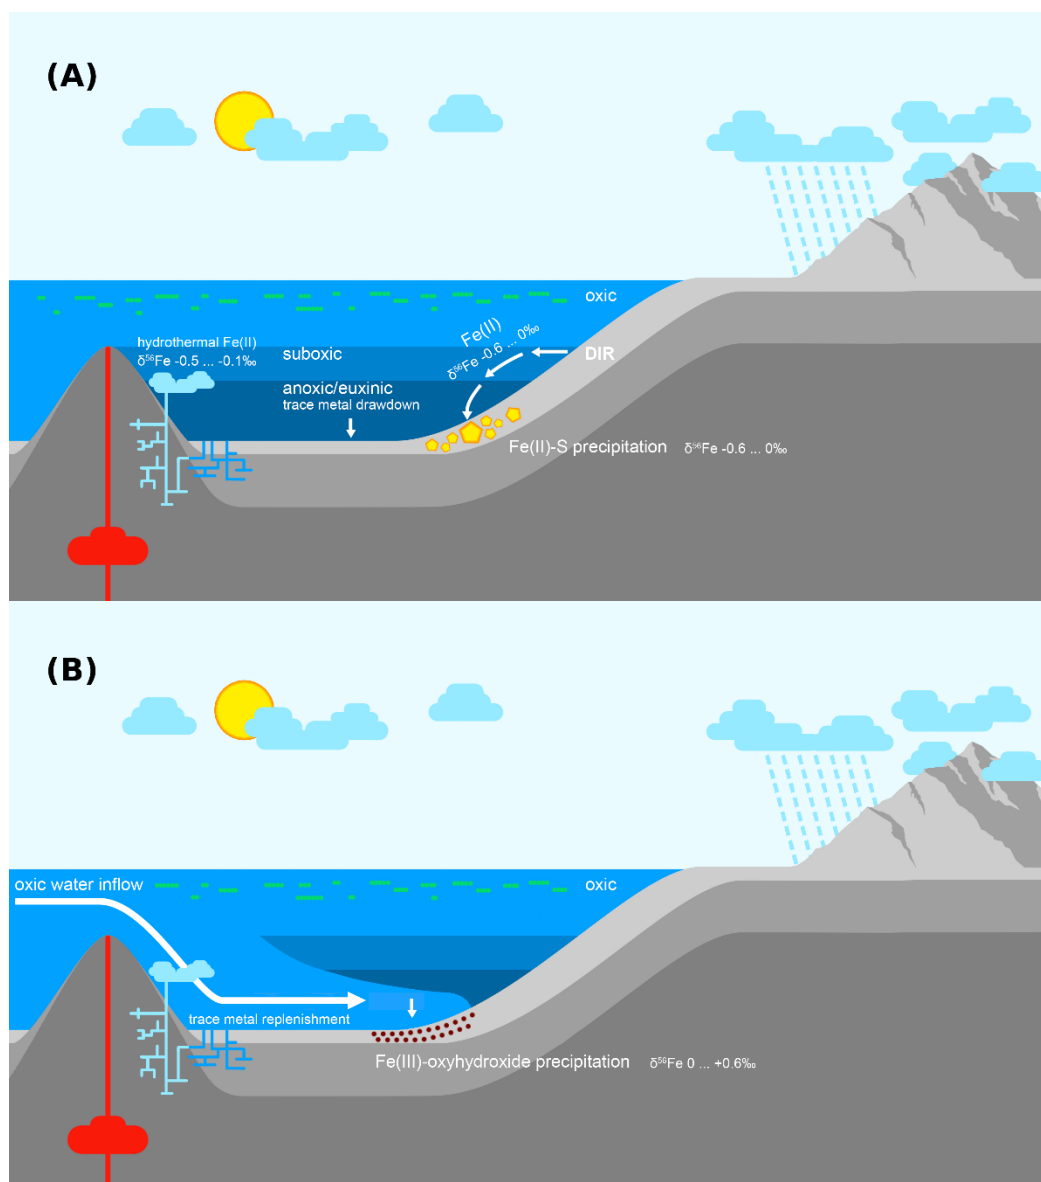 (A)
oxic
hydrothermal Fe(II)
δ⁵⁶Fe -0.5 ... -0.1‰
suboxic
Fe(II)
δ⁵⁶Fe -0.6 ... 0‰
DIR
anoxic/euxinic
trace metal drawdown
Fe(II)-S precipitation δ⁵⁶Fe -0.6 ... 0‰
(B)
oxic water inflow
oxic
trace metal replenishment
Fe(III)-oxyhydroxide precipitation δ⁵⁶Fe 0 ... +0.6‰